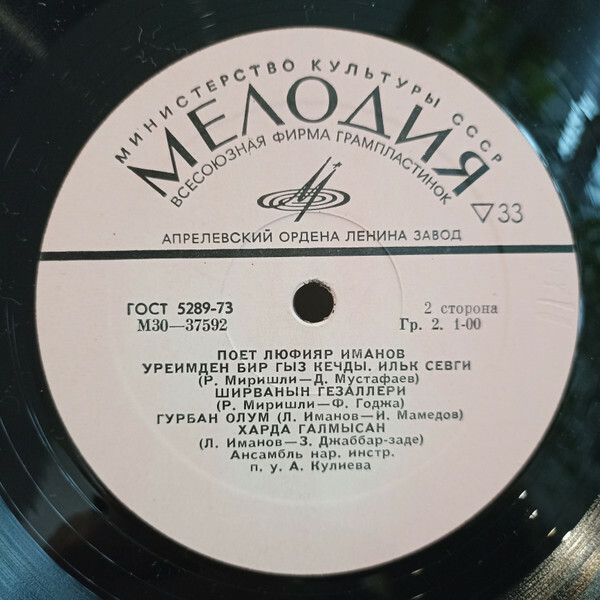 МИНИСТЕРСТВО КУЛЬТУРЫ СССР
МЕЛОДИЯ
ВСЕСОЮЗНАЯ ФИРМА ГРАМПЛАСТИНОК
▽33
АПРЕЛЕВСКИЙ ОРДЕНА ЛЕНИНА ЗАВОД
ГОСТ 5289-73
2 сторона
М30—37592
Гр. 2. 1-00
ПОЕТ ЛЮФИЯР ИМАНОВ
УРЕИМДЕН БИР ГЫЗ КЕЧДЫ. ИЛЬК СЕВГИ
(Р. Миришли—Д. Мустафаев)
ШИРВАНЫН ГЕЗАЛЛЕРИ
(Р. Миришли—Ф. Годжа)
ГУРБАН ОЛУМ (Л. Иманов—И. Мамедов)
ХАРДА ГАЛМЫСАН
(Л. Иманов—З. Джаббар-заде)
Ансамбль нар. инстр.
п. у. А. Кулиева